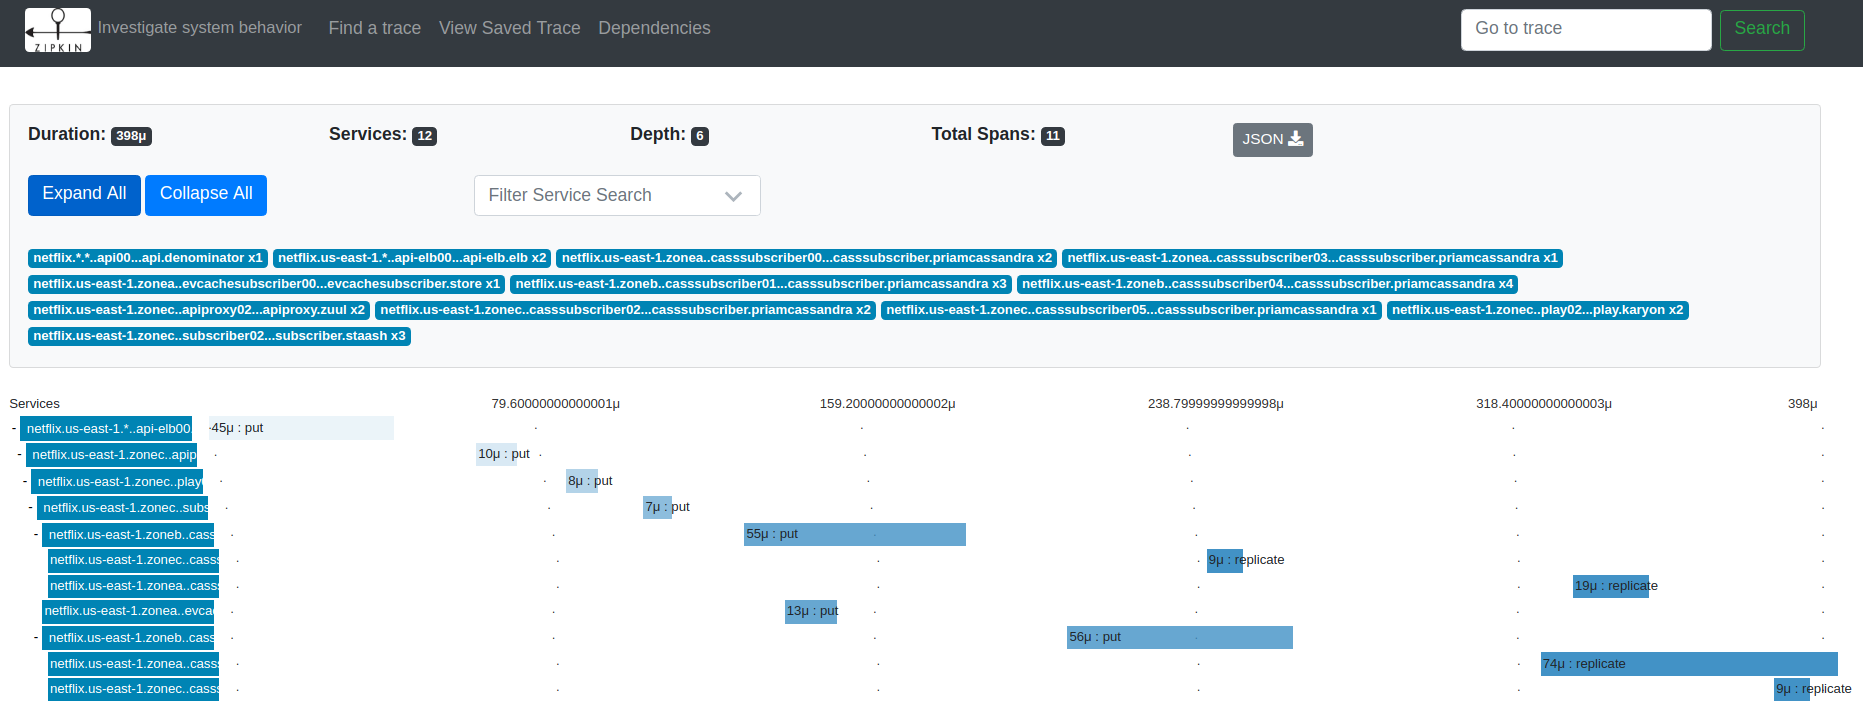 ZIPKIN Investigate system behavior Find a trace View Saved Trace Dependencies Go to trace Search
Duration: 398μ Services: 12 Depth: 6 Total Spans: 11 JSON
Expand All Collapse All Filter Service Search
netflix.*.*..api00...api.denominator x1 netflix.us-east-1.*..api-elb00...api-elb.elb x2 netflix.us-east-1.zonea..casssubscriber00...casssubscriber.priamcassandra x2 netflix.us-east-1.zonea..casssubscriber03...casssubscriber.priamcassandra x1
netflix.us-east-1.zonea..evcachesubscriber00...evcachesubscriber.store x1 netflix.us-east-1.zoneb..casssubscriber01...casssubscriber.priamcassandra x3 netflix.us-east-1.zoneb..casssubscriber04...casssubscriber.priamcassandra x4
netflix.us-east-1.zonec..apiproxy02...apiproxy.zuul x2 netflix.us-east-1.zonec..casssubscriber02...casssubscriber.priamcassandra x2 netflix.us-east-1.zonec..casssubscriber05...casssubscriber.priamcassandra x1 netflix.us-east-1.zonec..play02...play.karyon x2
netflix.us-east-1.zonec..subscriber02...subscriber.staash x3
Services 79.60000000000001μ 159.20000000000002μ 238.79999999999998μ 318.40000000000003μ 398μ
- netflix.us-east-1.*..api-elb00. 45μ : put
- netflix.us-east-1.zonec..apip 10μ : put
- netflix.us-east-1.zonec..play 8μ : put
- netflix.us-east-1.zonec..subs 7μ : put
- netflix.us-east-1.zoneb..cass 55μ : put
netflix.us-east-1.zonec..casss 9μ : replicate
netflix.us-east-1.zonea..casss 19μ : replicate
netflix.us-east-1.zonea..evcac 13μ : put
- netflix.us-east-1.zoneb..cass 56μ : put
netflix.us-east-1.zonea..casss 74μ : replicate
netflix.us-east-1.zonec..casss 9μ : replicate